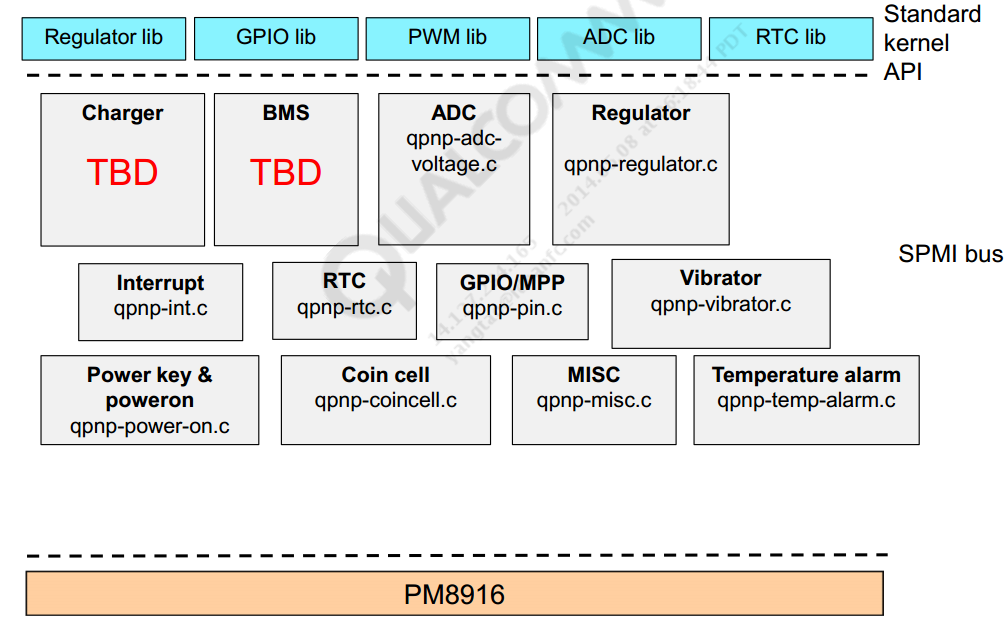 Regulator lib
GPIO lib
PWM lib
ADC lib
RTC lib
Standard
kernel
API
Charger
TBD
BMS
TBD
ADC
qpnp-adc-
voltage.c
Regulator
qpnp-regulator.c
SPMI bus
Interrupt
qpnp-int.c
RTC
qpnp-rtc.c
GPIO/MPP
qpnp-pin.c
Vibrator
qpnp-vibrator.c
Power key &
poweron
qpnp-power-on.c
Coin cell
qpnp-coincell.c
MISC
qpnp-misc.c
Temperature alarm
qpnp-temp-alarm.c
PM8916